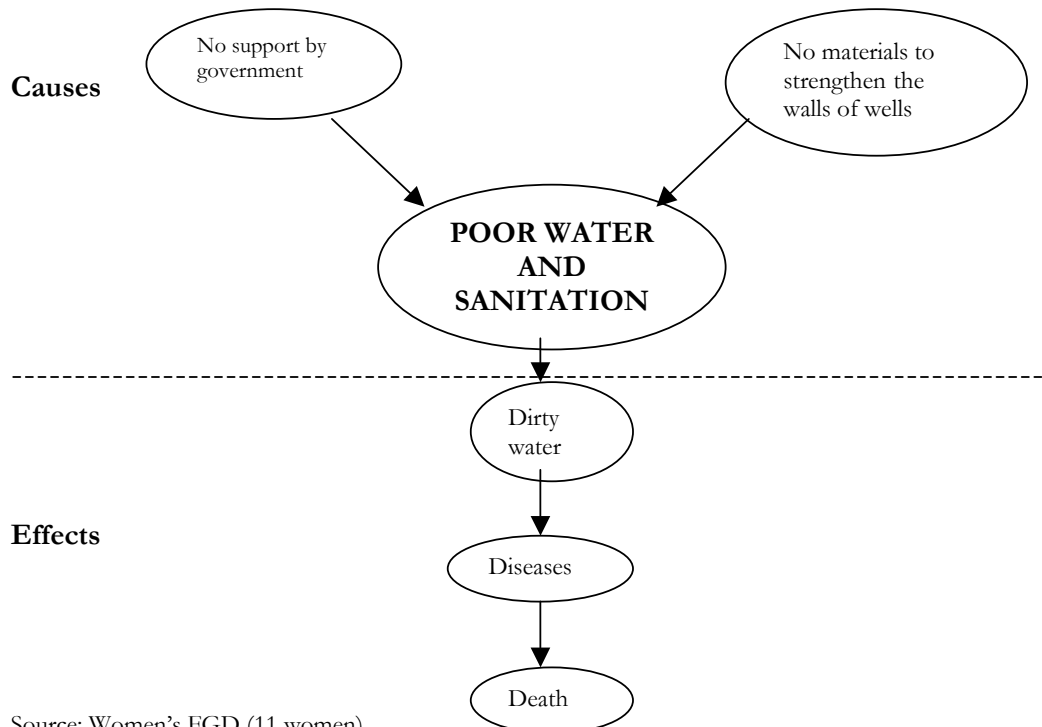 No support by
government
No materials to
strengthen the
walls of wells
Causes
POOR WATER
AND
SANITATION
Dirty
water
Effects
Diseases
Death
Source: Women's FGD (11 women)